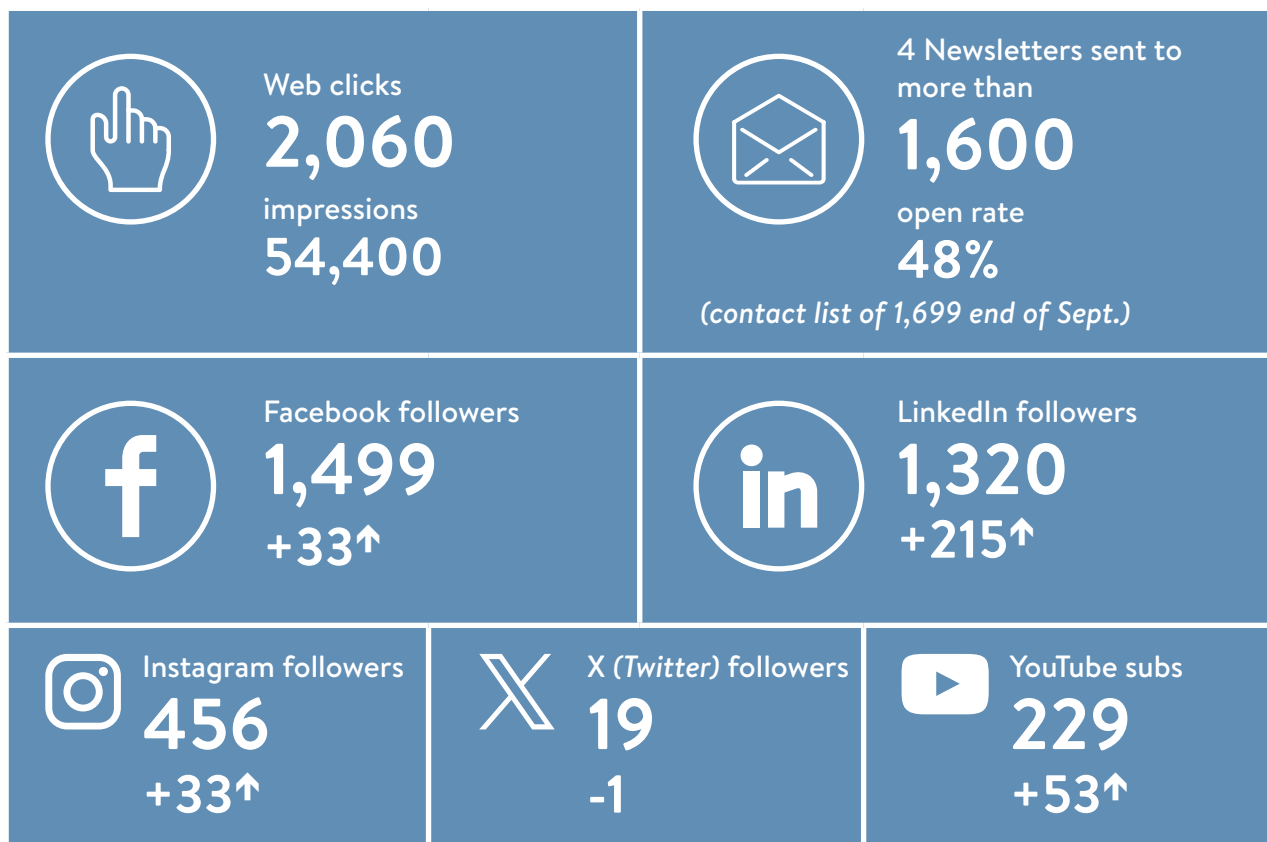 Web clicks
2,060
impressions
54,400
4 Newsletters sent to
more than
1,600
open rate
48%
(contact list of 1,699 end of Sept.)
f
Facebook followers
1,499
+33↑
in
LinkedIn followers
1,320
+215↑
Instagram followers
456
+33↑
X
X (Twitter) followers
19
-1
YouTube subs
229
+53↑